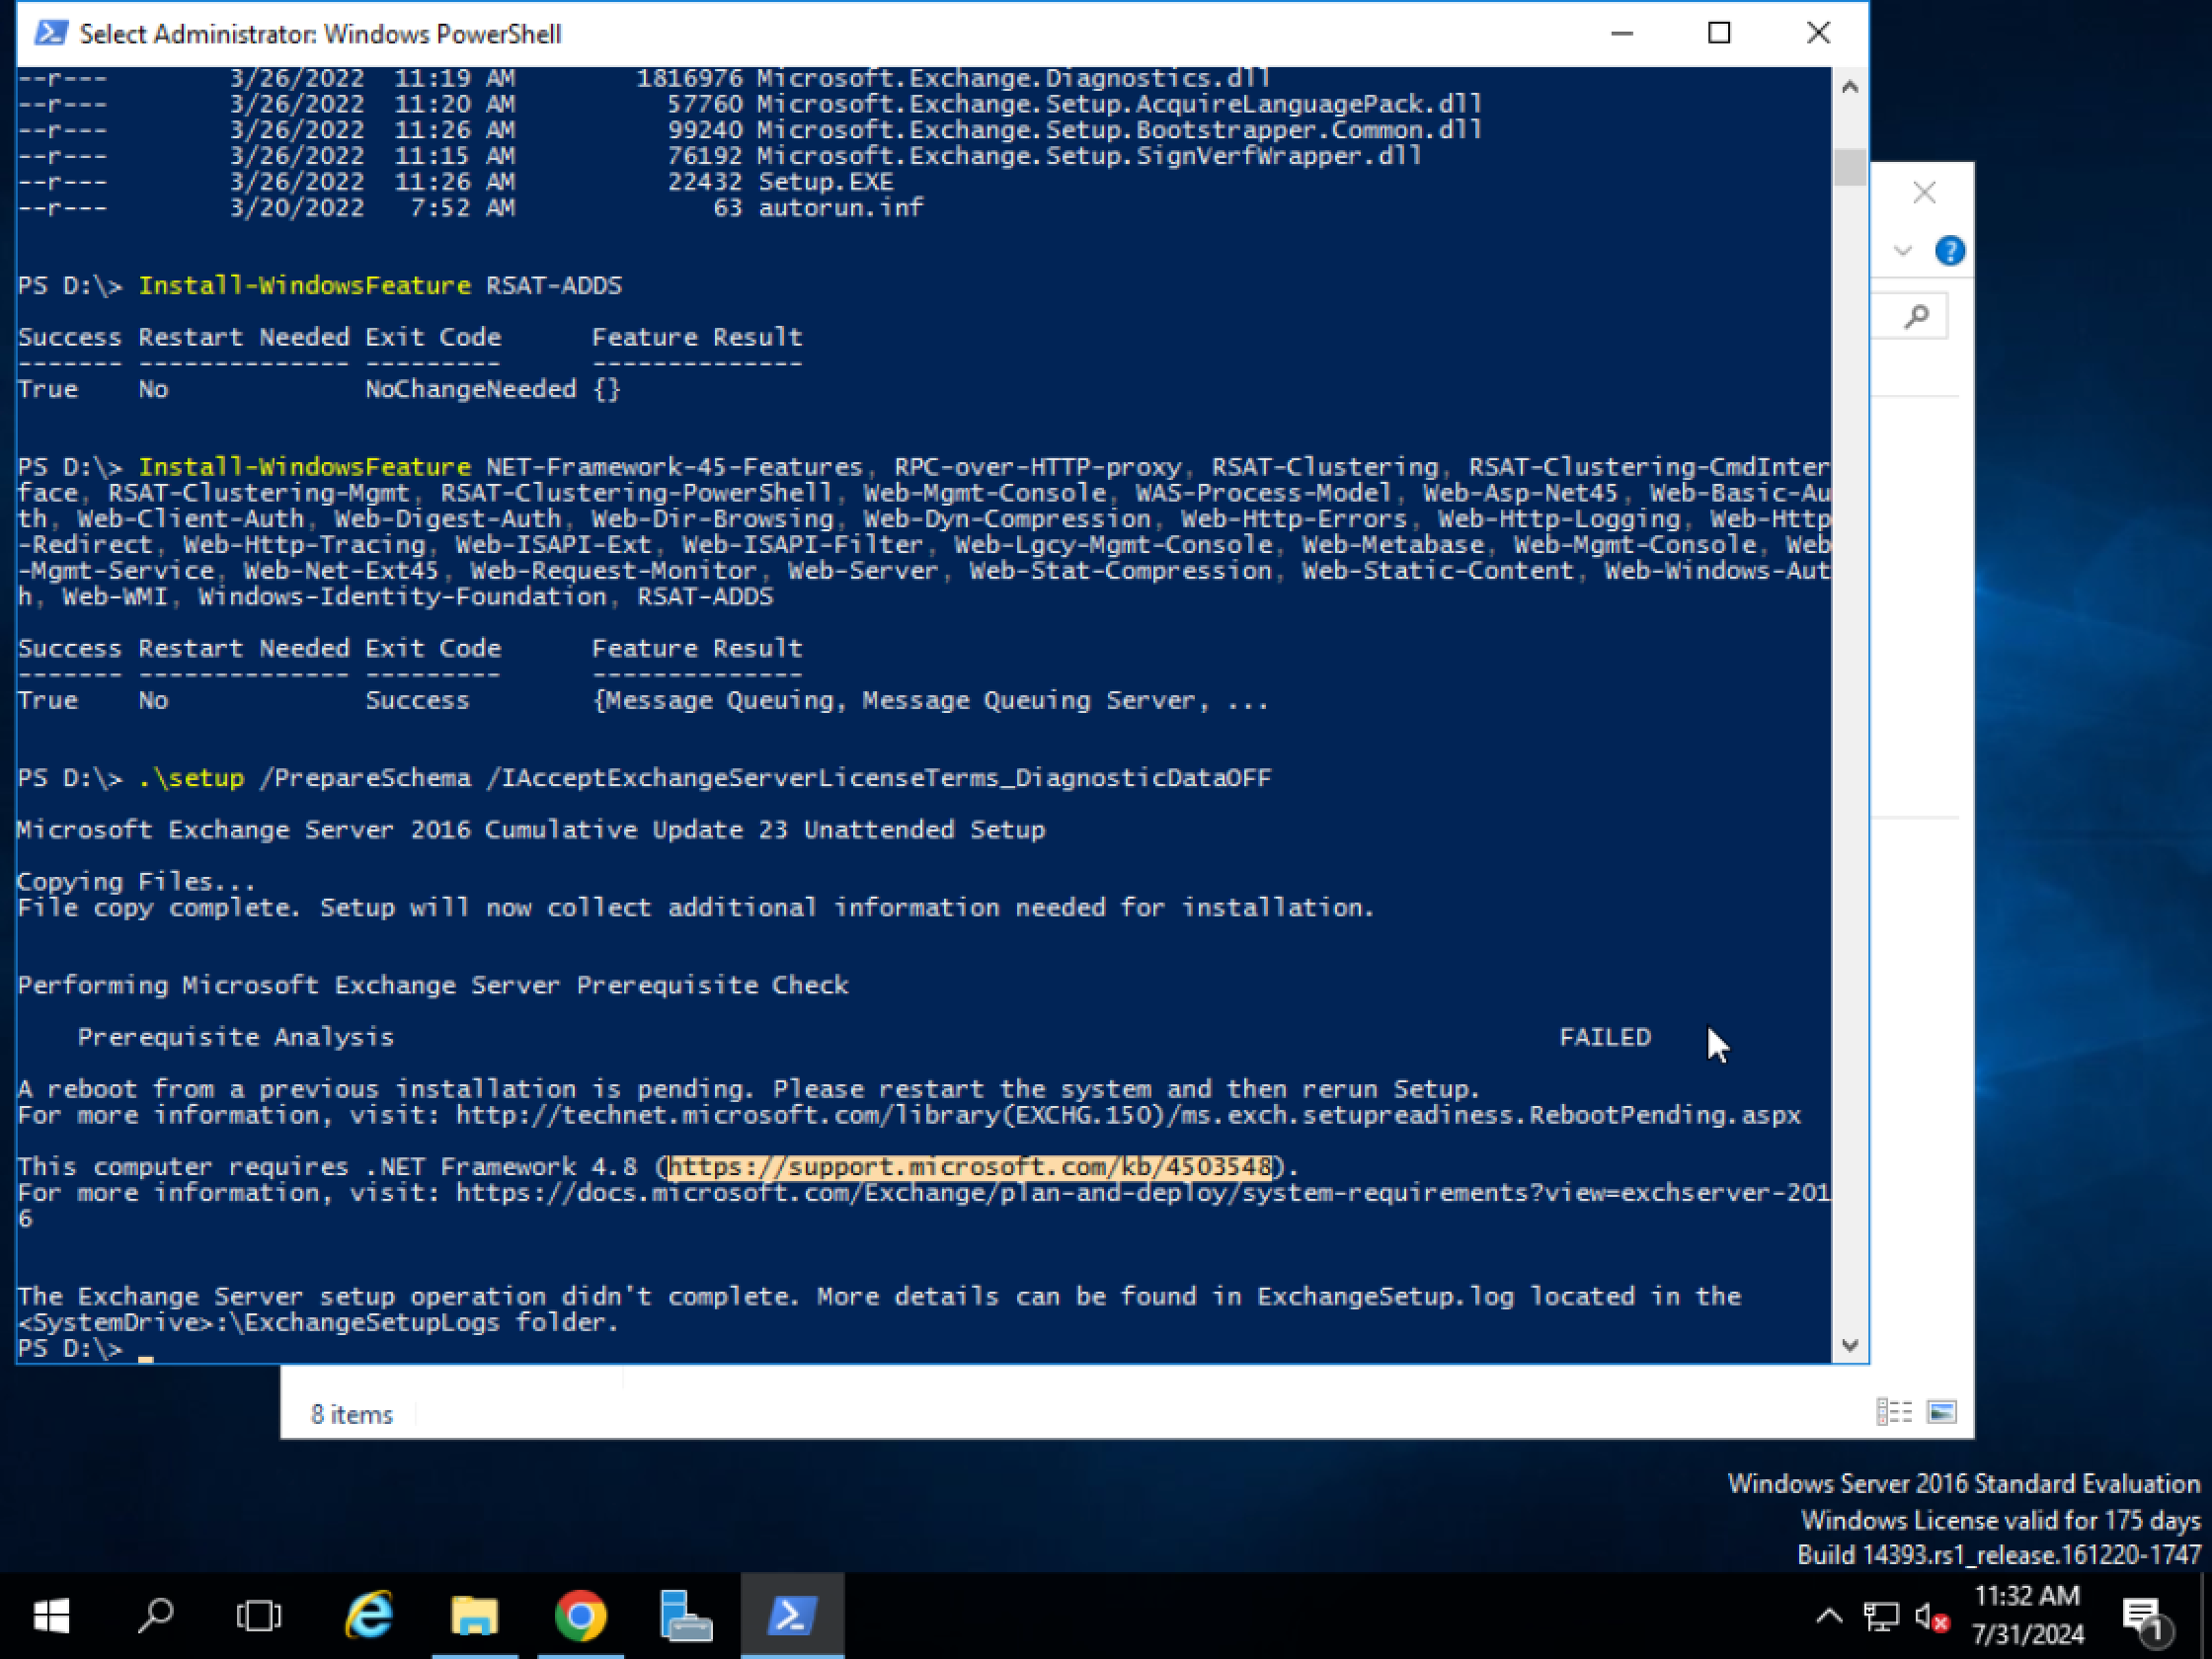 Select Administrator: Windows PowerShell
--r--- 3/26/2022 11:19 AM 1816976 Microsoft.Exchange.Diagnostics.dll
--r--- 3/26/2022 11:20 AM 57760 Microsoft.Exchange.Setup.AcquireLanguagePack.dll
--r--- 3/26/2022 11:26 AM 99240 Microsoft.Exchange.Setup.Bootstrapper.Common.dll
--r--- 3/26/2022 11:15 AM 76192 Microsoft.Exchange.Setup.SignVerfWrapper.dll
--r--- 3/26/2022 11:26 AM 22432 Setup.EXE
--r--- 3/20/2022 7:52 AM 63 autorun.inf
PS D:\> Install-WindowsFeature RSAT-ADDS
Success Restart Needed Exit Code Feature Result
------- -------------- --------- --------------
True No NoChangeNeeded {}
PS D:\> Install-WindowsFeature NET-Framework-45-Features, RPC-over-HTTP-proxy, RSAT-Clustering, RSAT-Clustering-CmdInter
face, RSAT-Clustering-Mgmt, RSAT-Clustering-PowerShell, Web-Mgmt-Console, WAS-Process-Model, Web-Asp-Net45, Web-Basic-Au
th, Web-Client-Auth, Web-Digest-Auth, Web-Dir-Browsing, Web-Dyn-Compression, Web-Http-Errors, Web-Http-Logging, Web-Http
-Redirect, Web-Http-Tracing, Web-ISAPI-Ext, Web-ISAPI-Filter, Web-Lgcy-Mgmt-Console, Web-Metabase, Web-Mgmt-Console, Web
-Mgmt-Service, Web-Net-Ext45, Web-Request-Monitor, Web-Server, Web-Stat-Compression, Web-Static-Content, Web-Windows-Aut
h, Web-WMI, Windows-Identity-Foundation, RSAT-ADDS
Success Restart Needed Exit Code Feature Result
------- -------------- --------- --------------
True No Success {Message Queuing, Message Queuing Server, ...
PS D:\> .\setup /PrepareSchema /IAcceptExchangeServerLicenseTerms_DiagnosticDataOFF
Microsoft Exchange Server 2016 Cumulative Update 23 Unattended Setup
Copying Files...
File copy complete. Setup will now collect additional information needed for installation.
Performing Microsoft Exchange Server Prerequisite Check
Prerequisite Analysis FAILED
A reboot from a previous installation is pending. Please restart the system and then rerun Setup.
For more information, visit: http://technet.microsoft.com/library(EXCHG.150)/ms.exch.setupreadiness.RebootPending.aspx
This computer requires .NET Framework 4.8 (https://support.microsoft.com/kb/4503548).
For more information, visit: https://docs.microsoft.com/Exchange/plan-and-deploy/system-requirements?view=exchserver-201
6
The Exchange Server setup operation didn't complete. More details can be found in ExchangeSetup.log located in the
<SystemDrive>:\ExchangeSetupLogs folder.
PS D:\>
8 items
Windows Server 2016 Standard Evaluation
Windows License valid for 175 days
Build 14393.rs1_release.161220-1747
11:32 AM
7/31/2024
1